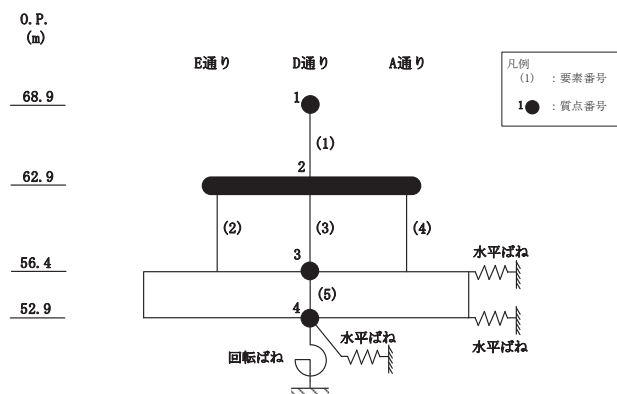 O.P.
(m)
E通り D通り A通り
凡例
(1) : 要素番号
1 : 質点番号
68.9
1
(1)
62.9
2
(2) (3) (4)
56.4
3
水平ばね
(5)
52.9
4
水平ばね
水平ばね
回転ばね